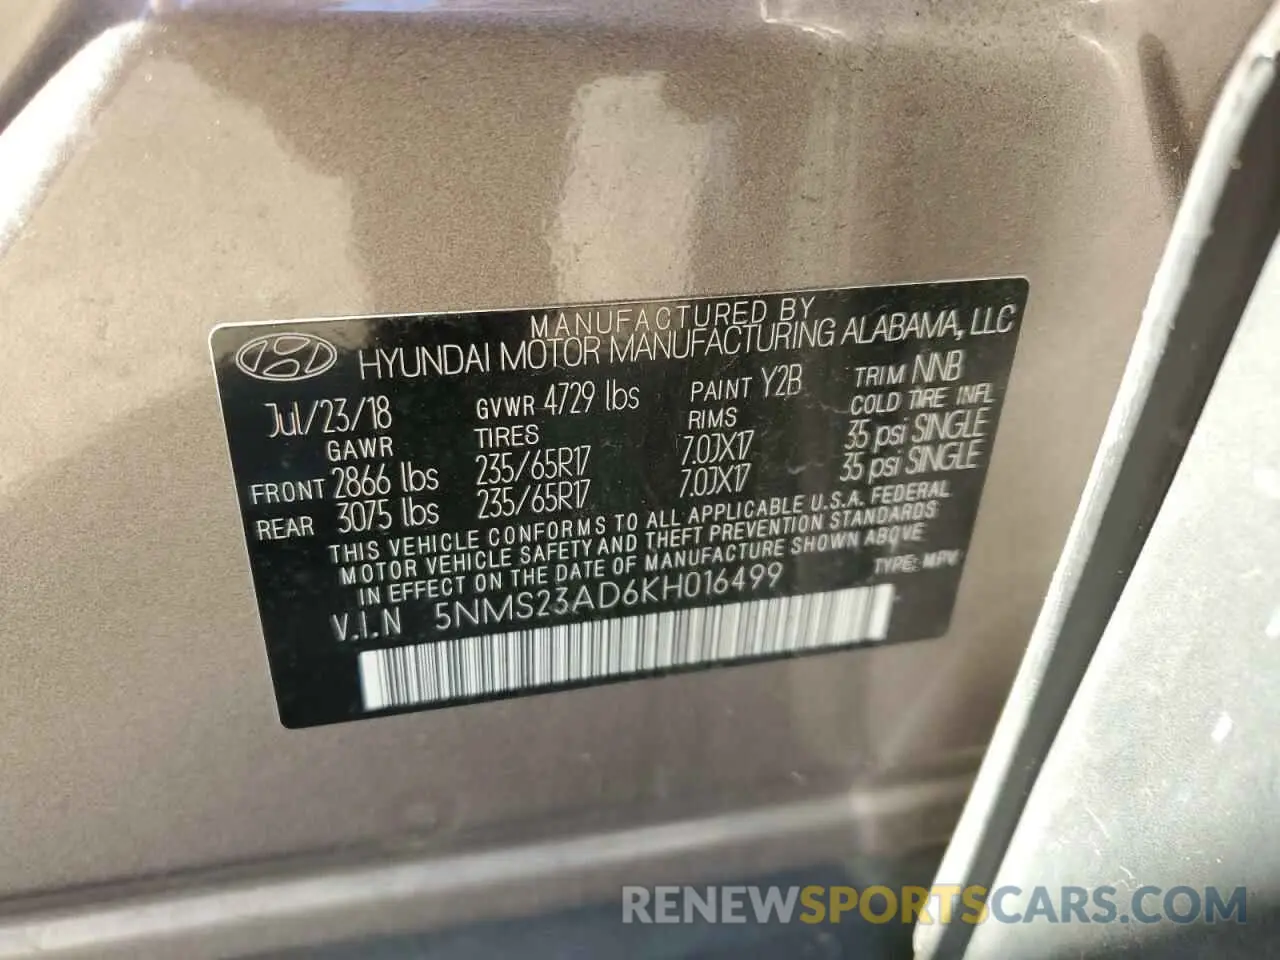 MANUFACTURED BY
HYUNDAI MOTOR MANUFACTURING ALABAMA, LLC
Jul/23/18 GVWR 4729 lbs PAINT Y2B TRIM NNB
GAWR TIRES RIMS COLD TIRE INFL
FRONT 2866 lbs 235/65R17 7.0JX17 35 psi SINGLE
REAR 3075 lbs 235/65R17 7.0JX17 35 psi SINGLE
THIS VEHICLE CONFORMS TO ALL APPLICABLE U.S.A. FEDERAL
MOTOR VEHICLE SAFETY AND THEFT PREVENTION STANDARDS
IN EFFECT ON THE DATE OF MANUFACTURE SHOWN ABOVE
V.I.N 5NMS23AD6KH016499 TYPE: MPV
RENEWSPORTSCARS.COM